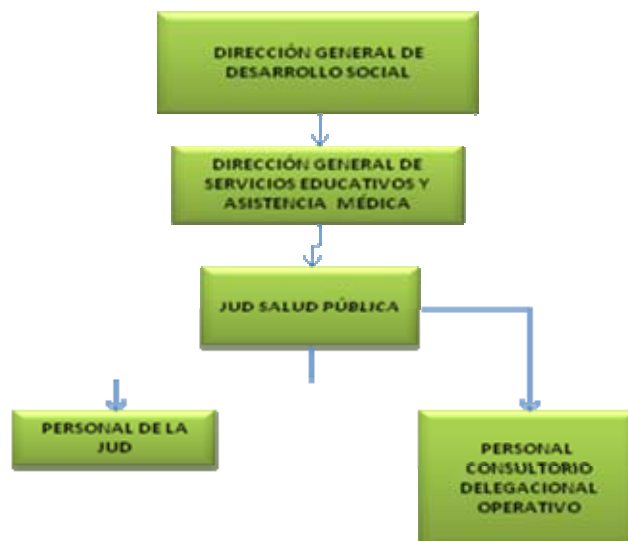 DIRECCIÓN GENERAL DE
DESARROLLO SOCIAL
DIRECCIÓN GENERAL DE
SERVICIOS EDUCATIVOS Y
ASISTENCIA MÉDICA
JUD SALUD PÚBLICA
PERSONAL DE LA
JUD
PERSONAL
CONSULTORIO
DELEGACIONAL
OPERATIVO